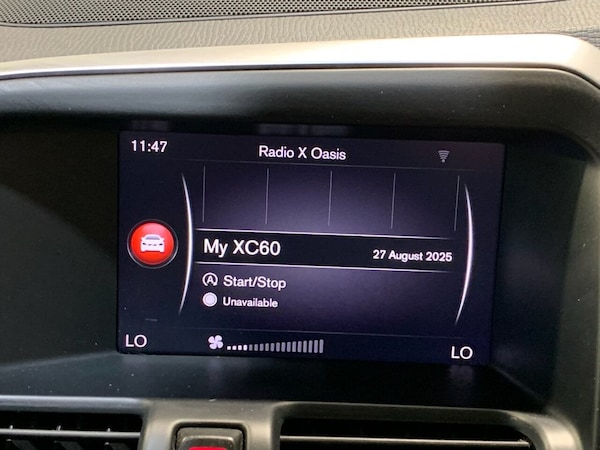 11:47
Radio X Oasis
My XC60
27 August 2025
A Start/Stop
Unavailable
LO
LO